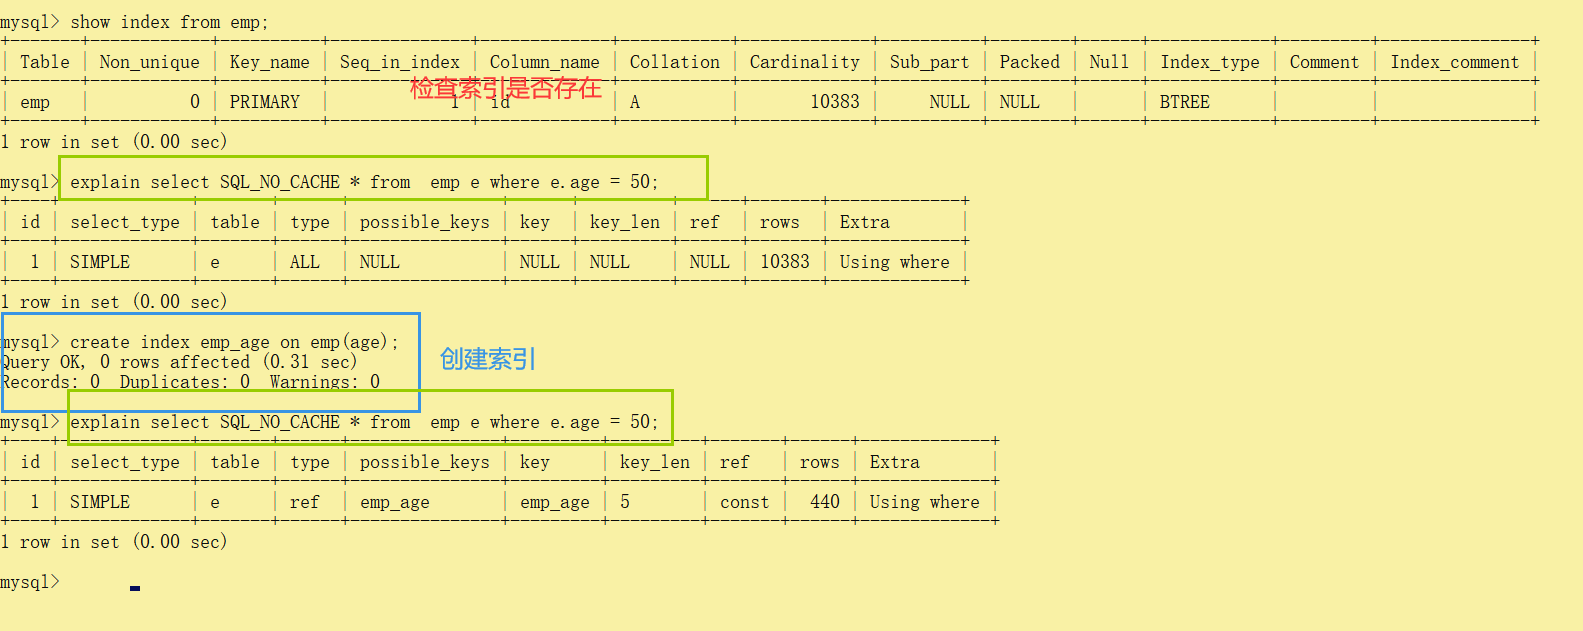 mysql> show index from emp;
+-------+------------+----------+--------------+-------------+-----------+-------------+----------+--------+------+------------+---------+---------------+
| Table | Non_unique | Key_name | Seq_in_index | Column_name | Collation | Cardinality | Sub_part | Packed | Null | Index_type | Comment | Index_comment |
+-------+------------+----------+--------------+-------------+-----------+-------------+----------+--------+------+------------+---------+---------------+
检查索引是否存在
| emp   |          0 | PRIMARY  |            1 | id          | A         |       10383 |     NULL | NULL   |      | BTREE      |         |               |
+-------+------------+----------+--------------+-------------+-----------+-------------+----------+--------+------+------------+---------+---------------+
1 row in set (0.00 sec)
mysql> explain select SQL_NO_CACHE * from  emp e where e.age = 50;
+----+-------------+-------+------+---------------+------+---------+------+-------+-------------+
| id | select_type | table | type | possible_keys | key  | key_len | ref  | rows  | Extra       |
+----+-------------+-------+------+---------------+------+---------+------+-------+-------------+
|  1 | SIMPLE      | e     | ALL  | NULL          | NULL | NULL    | NULL | 10383 | Using where |
+----+-------------+-------+------+---------------+------+---------+------+-------+-------------+
1 row in set (0.00 sec)
mysql> create index emp_age on emp(age);
Query OK, 0 rows affected (0.31 sec)
创建索引
Records: 0  Duplicates: 0  Warnings: 0
mysql> explain select SQL_NO_CACHE * from  emp e where e.age = 50;
+----+-------------+-------+------+---------------+---------+---------+-------+------+-------------+
| id | select_type | table | type | possible_keys | key     | key_len | ref   | rows | Extra       |
+----+-------------+-------+------+---------------+---------+---------+-------+------+-------------+
|  1 | SIMPLE      | e     | ref  | emp_age       | emp_age | 5       | const |  440 | Using where |
+----+-------------+-------+------+---------------+---------+---------+-------+------+-------------+
1 row in set (0.00 sec)
mysql>